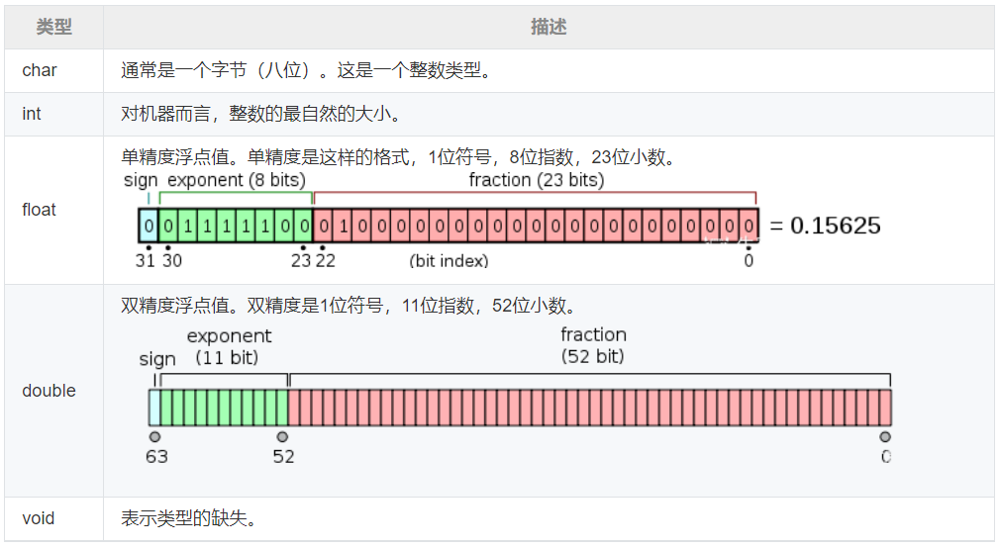 类型 描述
char 通常是一个字节（八位）。这是一个整数类型。
int 对机器而言，整数的最自然的大小。
float 单精度浮点值。单精度是这样的格式，1位符号，8位指数，23位小数。
sign exponent (8 bits) fraction (23 bits)
0 0 1 1 1 1 1 0 0 0 1 0 0 0 0 0 0 0 0 0 0 0 0 0 0 0 0 0 0 0 0 0 = 0.15625
31 30 23 22 (bit index) 0
double 双精度浮点值。双精度是1位符号，11位指数，52位小数。
exponent fraction
sign (11 bit) (52 bit)
63 52 0
void 表示类型的缺失。